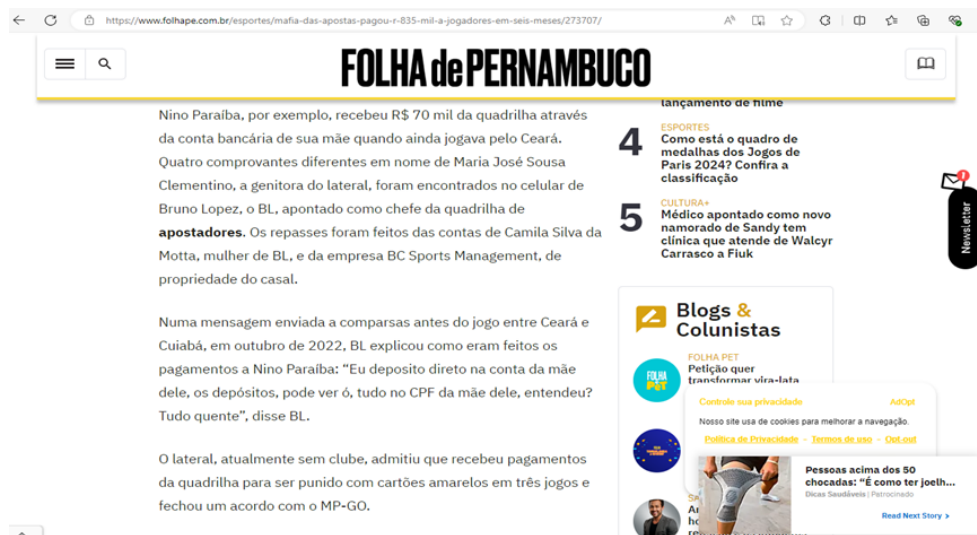 https://www.folhape.com.br/esportes/mafia-das-apostas-pagou-r-835-mil-a-jogadores-em-seis-meses/273707/
FOLHA de PERNAMBUCO
Nino Paraíba, por exemplo, recebeu R$ 70 mil da quadrilha através
da conta bancária de sua mãe quando ainda jogava pelo Ceará.
Quatro comprovantes diferentes em nome de Maria José Sousa
Clementino, a genitora do lateral, foram encontrados no celular de
Bruno Lopez, o BL, apontado como chefe da quadrilha de
apostadores. Os repasses foram feitos das contas de Camila Silva da
Motta, mulher de BL, e da empresa BC Sports Management, de
propriedade do casal.
Numa mensagem enviada a comparsas antes do jogo entre Ceará e
Cuiabá, em outubro de 2022, BL explicou como eram feitos os
pagamentos a Nino Paraíba: “Eu deposito direto na conta da mãe
dele, os depósitos, pode ver ó, tudo no CPF da mãe dele, entendeu?
Tudo quente”, disse BL.
O lateral, atualmente sem clube, admitiu que recebeu pagamentos
da quadrilha para ser punido com cartões amarelos em três jogos e
fechou um acordo com o MP-GO.
lançamento de filme
4
ESPORTES
Como está o quadro de
medalhas dos Jogos de
Paris 2024? Confira a
classificação
5
CULTURA+
Médico apontado como novo
namorado de Sandy tem
clínica que atende de Walcyr
Carrasco a Fiuk
Newsletter
Blogs &
Colunistas
FOLHA PET
FOLHA PET
Petição quer
transformar vira-lata
Controle sua privacidade
AdOpt
Nosso site usa de cookies para melhorar a navegação.
Política de Privacidade - Termos de uso - Opt-out
Pessoas acima dos 50
chocadas: “É como ter joelh...
Dicas Saudáveis | Patrocinado
Read Next Story >